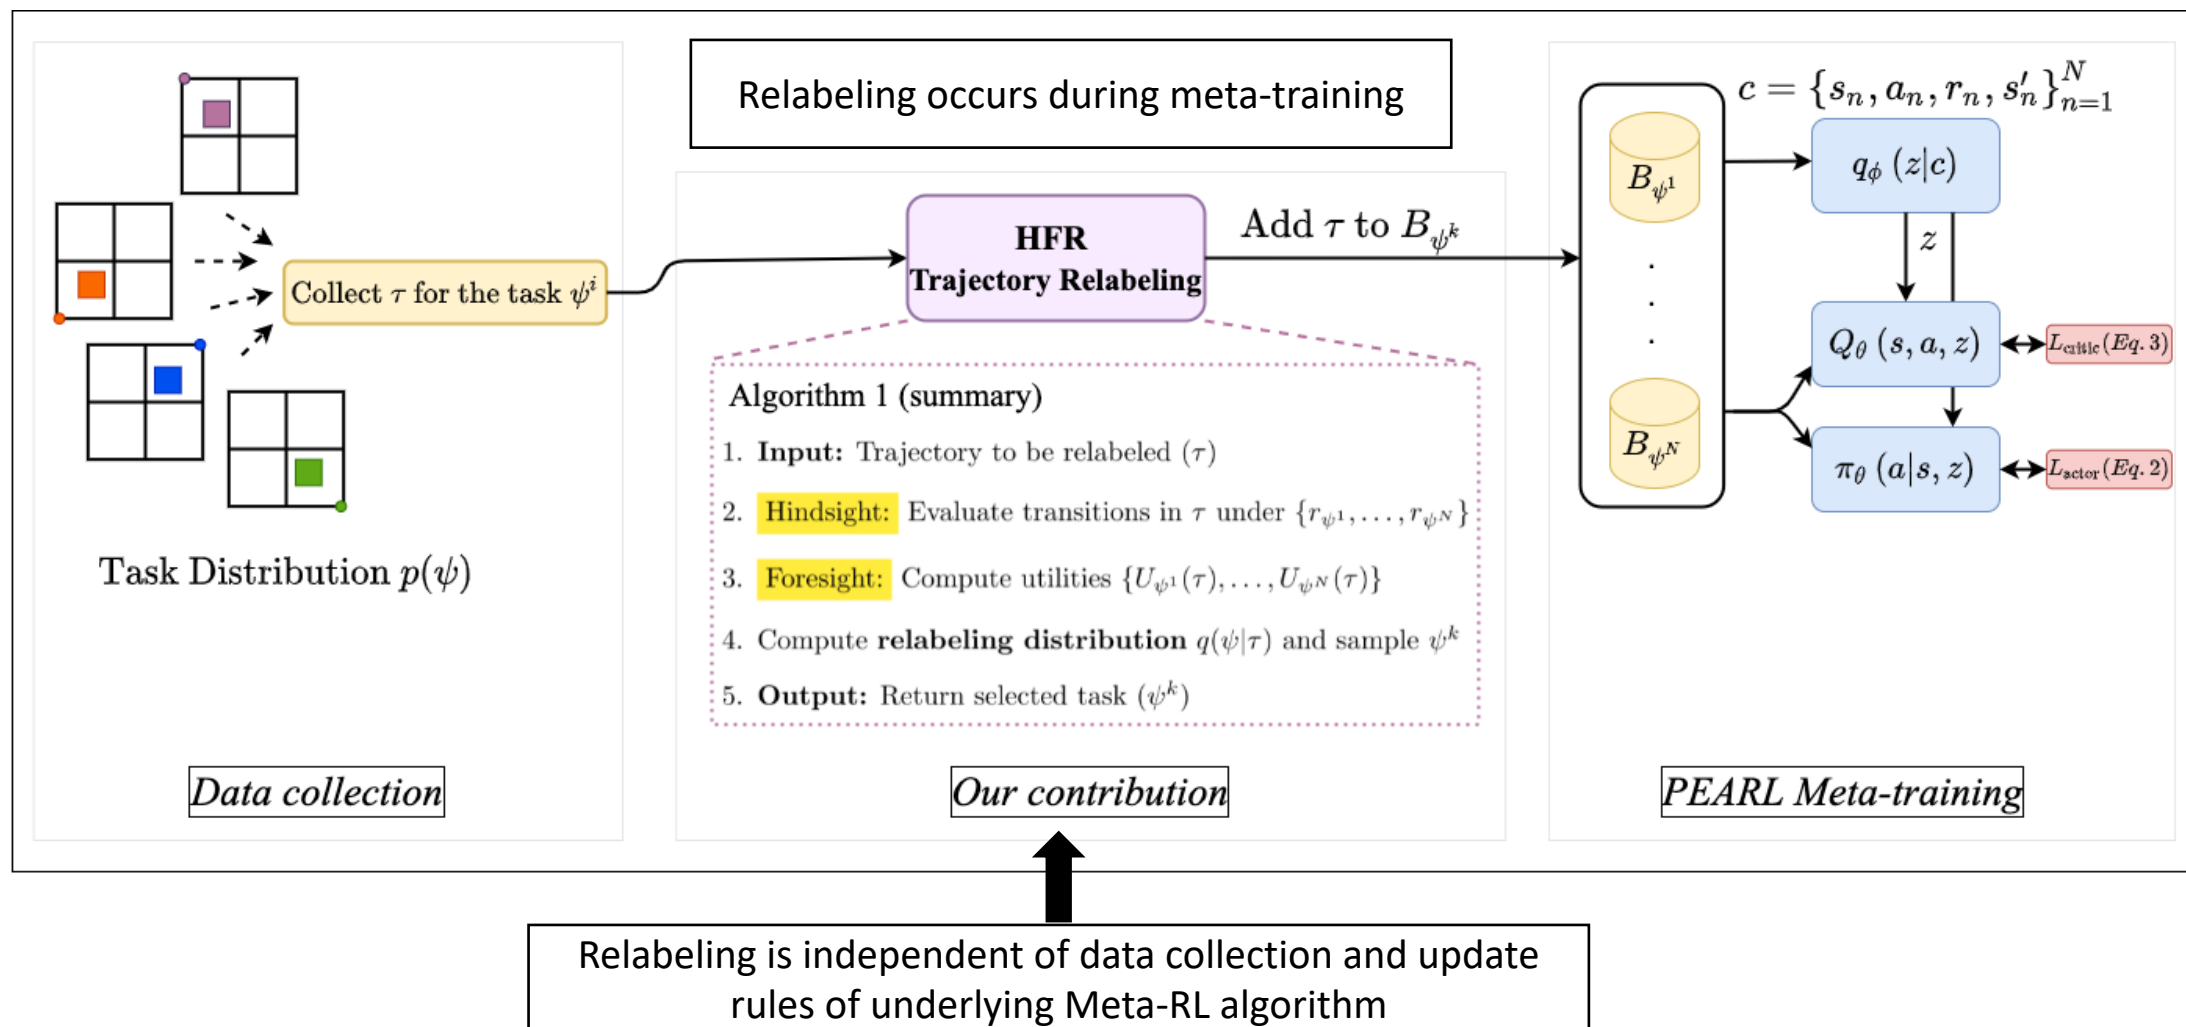 Relabeling occurs during meta-training
Collect τ for the task ψ^i
Task Distribution p(ψ)
Data collection
HFR
Trajectory Relabeling
Add τ to B_{ψ^k}
Algorithm 1 (summary)
1. Input: Trajectory to be relabeled (τ)
2. Hindsight: Evaluate transitions in τ under {r_{ψ^1}, . . . , r_{ψ^N}}
3. Foresight: Compute utilities {U_{ψ^1}(τ), . . . , U_{ψ^N}(τ)}
4. Compute relabeling distribution q(ψ|τ) and sample ψ^k
5. Output: Return selected task (ψ^k)
Our contribution
c = {s_n, a_n, r_n, s′_n}^N_{n=1}
B_{ψ^1}
.
.
.
B_{ψ^N}
q_ϕ (z|c)
z
Q_θ (s, a, z)
L_critic(Eq. 3)
π_θ (a|s, z)
L_actor(Eq. 2)
PEARL Meta-training
Relabeling is independent of data collection and update
rules of underlying Meta-RL algorithm